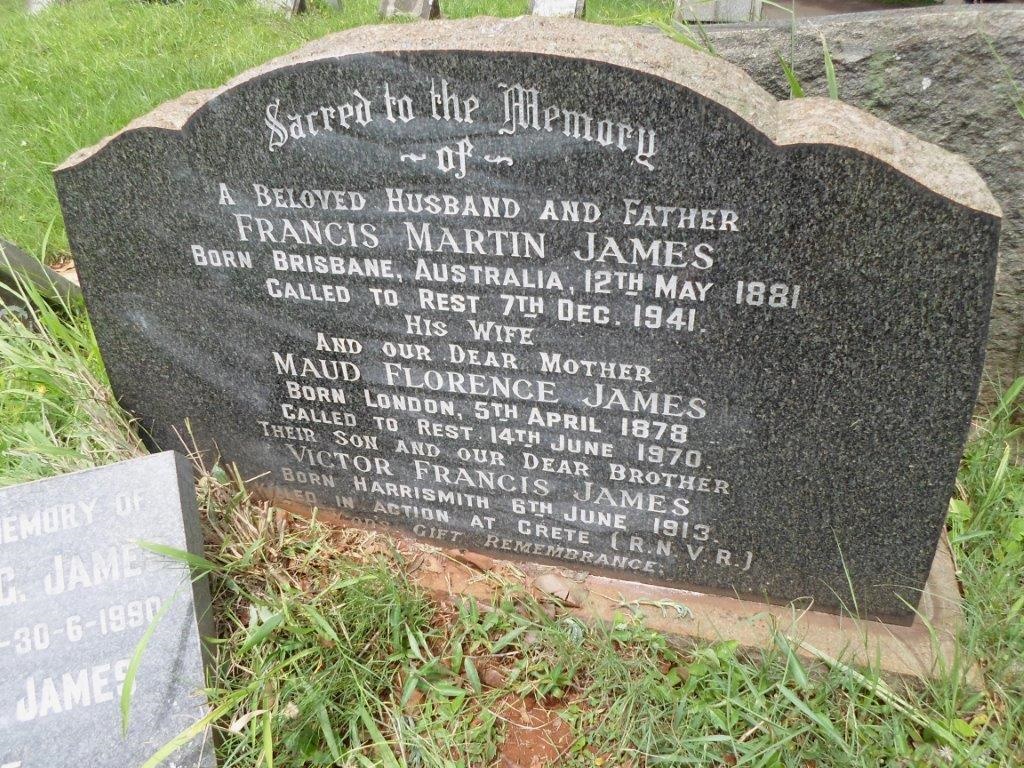 Sacred to the Memory
~ of ~
A BELOVED HUSBAND AND FATHER
FRANCIS MARTIN JAMES
BORN BRISBANE, AUSTRALIA, 12TH MAY 1881
CALLED TO REST 7TH DEC. 1941.
HIS WIFE
AND OUR DEAR MOTHER
MAUD FLORENCE JAMES
BORN LONDON, 5TH APRIL 1878
CALLED TO REST 14TH JUNE 1970.
THEIR SON AND OUR DEAR BROTHER
VICTOR FRANCIS JAMES
BORN HARRISMITH 6TH JUNE 1913.
KILLED IN ACTION AT CRETE (R.N.V.R.)
GIFT REMEMBRANCE.
EMORY OF
C. JAMES
-30-6-1990
JAMES